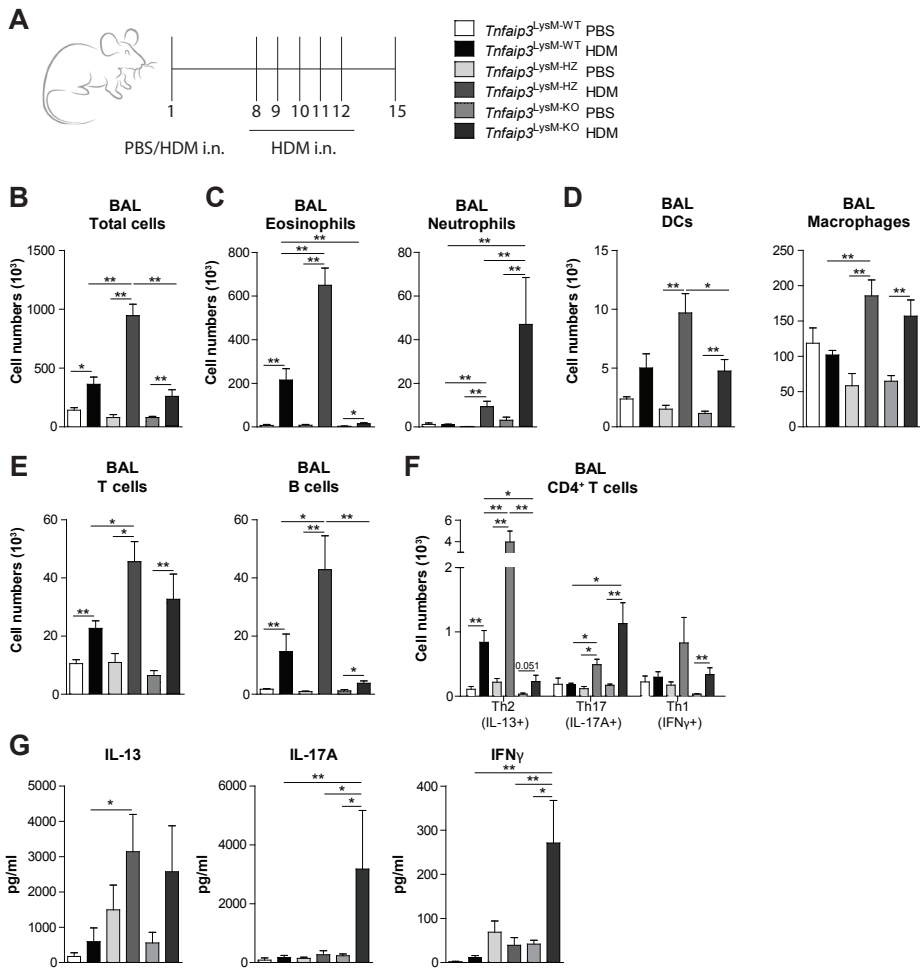 A
1
8
9
10
11
12
15
PBS/HDM i.n.
HDM i.n.
Tnfaip3LysM-WT PBS
Tnfaip3LysM-WT HDM
Tnfaip3LysM-HZ PBS
Tnfaip3LysM-HZ HDM
Tnfaip3LysM-KO PBS
Tnfaip3LysM-KO HDM
B
BAL
Total cells
Cell numbers (10³)
1500
1000
500
0
*
**
**
**
**
C
BAL
Eosinophils
Cell numbers (10³)
800
600
400
200
0
**
**
**
**
*
BAL
Neutrophils
80
60
40
20
0
**
**
**
**
**
D
BAL
DCs
Cell numbers (10³)
15
10
5
0
**
*
**
BAL
Macrophages
250
200
150
100
50
0
**
**
**
E
BAL
T cells
Cell numbers (10³)
60
40
20
0
**
*
*
**
BAL
B cells
60
40
20
0
**
*
**
**
*
F
BAL
CD4⁺ T cells
Cell numbers (10³)
6
4
2
2
1
0
*
**
**
**
**
0.051
*
**
*
*
**
Th2
(IL-13+)
Th17
(IL-17A+)
Th1
(IFNγ+)
G
IL-13
pg/ml
5000
4000
3000
2000
1000
0
*
IL-17A
pg/ml
6000
4000
2000
0
**
*
*
IFNγ
pg/ml
400
300
200
100
0
**
**
*